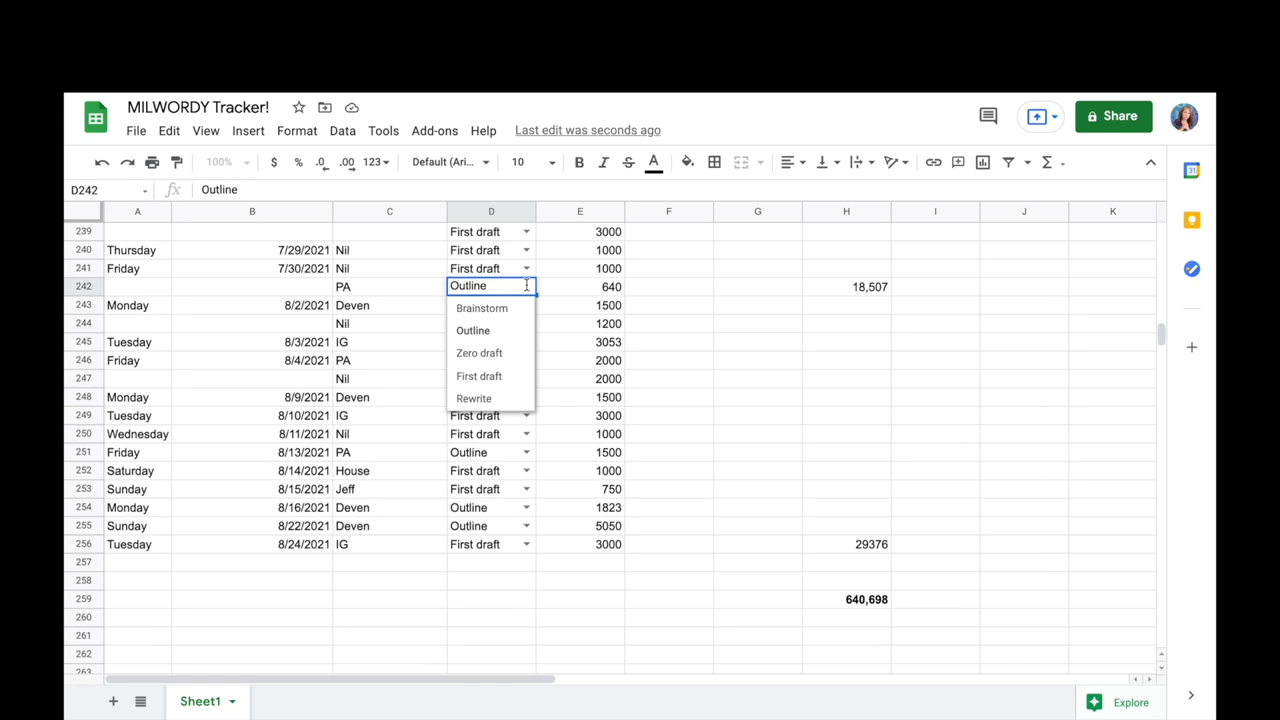 MILWORDY Tracker!
File Edit View Insert Format Data Tools Add-ons Help Last edit was seconds ago
Share
100% $ % .0 .00 123 Default (Ari... 10 B I S A Σ
31
D242 fx Outline
A B C D E F G H I J K
239 First draft 3000
240 Thursday 7/29/2021 Nil First draft 1000
241 Friday 7/30/2021 Nil First draft 1000
242 PA Outline 640 18,507
243 Monday 8/2/2021 Deven 1500
Brainstorm
244 Nil 1200
Outline
245 Tuesday 8/3/2021 IG 3053
Zero draft
246 Friday 8/4/2021 PA 2000
First draft
247 Nil 2000
248 Monday 8/9/2021 Deven 1500
Rewrite
249 Tuesday 8/10/2021 IG First draft 3000
250 Wednesday 8/11/2021 Nil First draft 1000
251 Friday 8/13/2021 PA Outline 1500
252 Saturday 8/14/2021 House First draft 1000
253 Sunday 8/15/2021 Jeff First draft 750
254 Monday 8/16/2021 Deven Outline 1823
255 Sunday 8/22/2021 Deven Outline 5050
256 Tuesday 8/24/2021 IG First draft 3000 29376
257
258
259 640,698
260
261
262
263
Sheet1
Explore